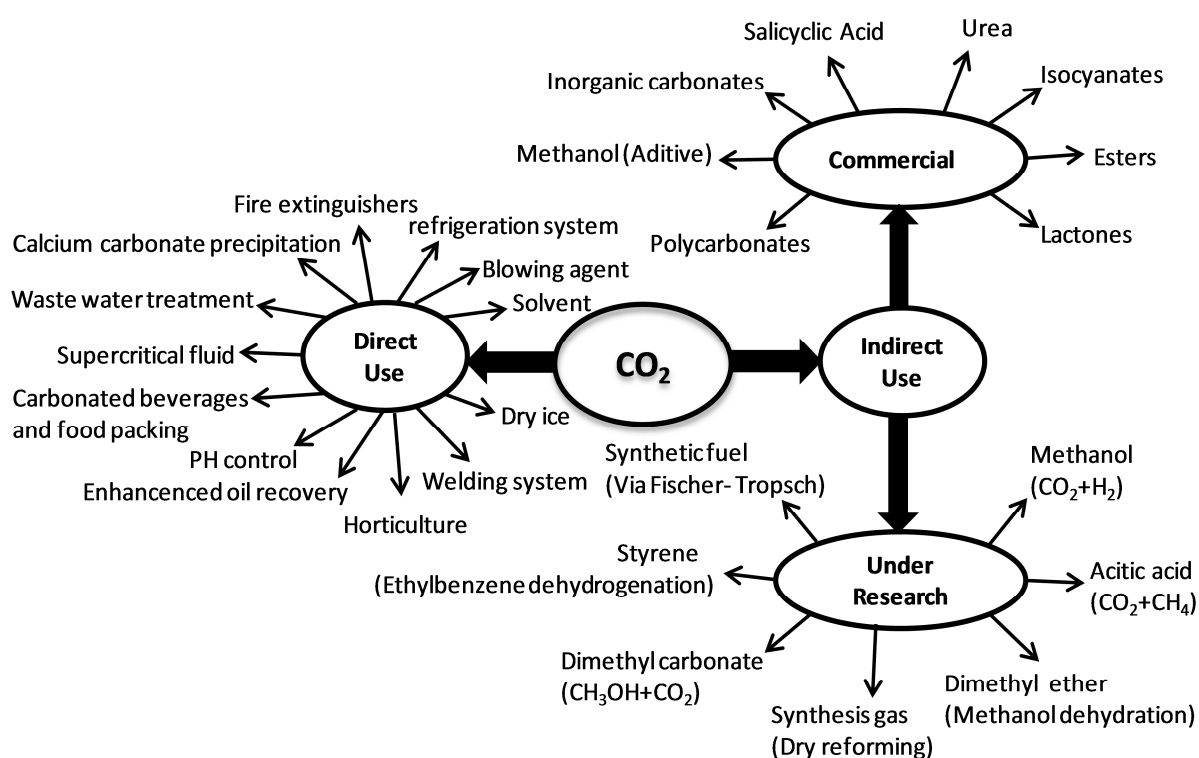 Salicyclic Acid
Urea
Inorganic carbonates
Isocyanates
Methanol (Aditive)
Commercial
Esters
Polycarbonates
Lactones
Fire extinguishers
refrigeration system
Calcium carbonate precipitation
Blowing agent
Waste water treatment
Solvent
Direct
Use
Supercritical fluid
CO₂
Indirect
Use
Carbonated beverages
and food packing
Dry ice
PH control
Enhancenced oil recovery
Welding system
Horticulture
Synthetic fuel
(Via Fischer- Tropsch)
Methanol
(CO₂+H₂)
Styrene
(Ethylbenzene dehydrogenation)
Under
Research
Acitic acid
(CO₂+CH₄)
Dimethyl carbonate
(CH₃OH+CO₂)
Synthesis gas
(Dry reforming)
Dimethyl ether
(Methanol dehydration)